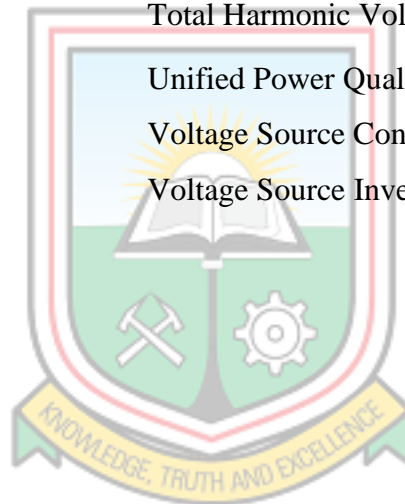 Total Harmonic Vol
Unified Power Qual
Voltage Source Con
Voltage Source Inve
KNOWLEDGE, TRUTH AND EXCELLENCE